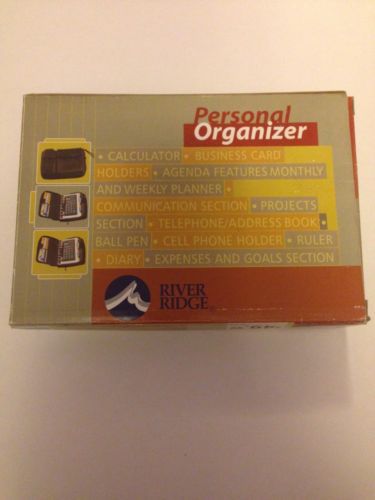 Personal
Organizer
• CALCULATOR • BUSINESS CARD
HOLDERS • AGENDA FEATURES MONTHLY
AND WEEKLY PLANNER •
COMMUNICATION SECTION • PROJECTS
SECTION • TELEPHONE/ADDRESS BOOK •
BALL PEN • CELL PHONE HOLDER • RULER
• DIARY • EXPENSES AND GOALS SECTION
RIVER
RIDGE®